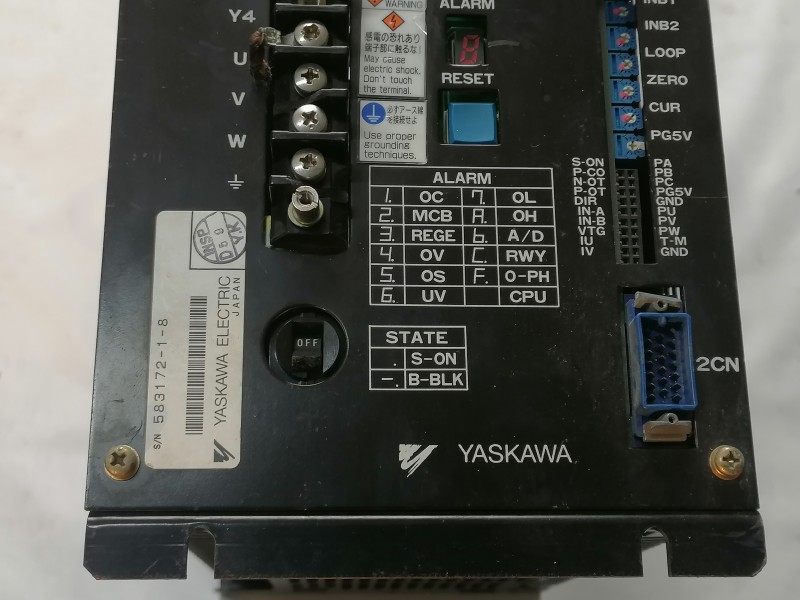 WARNING
感電の恐れあり
端子部に触るな!
May cause
electric shock.
Don't touch
the terminal.
必ずアース線
を接続せよ
Use proper
grounding
techniques.
Y4
U
V
W
ALARM
8
RESET
INB1
INB2
LOOP
ZERO
CUR
PG5V
S-ON PA
P-CO PB
N-OT PC
P-OT PG5V
DIR GND
IN-A PU
IN-B PV
VTG PW
IU T-M
IV GND
ALARM
1. OC 7. OL
2. MCB A. OH
3. REGE b. A/D
4. OV C. RWY
5. OS F. O-PH
6. UV CPU
STATE
. S-ON
-. B-BLK
OFF
2CN
YASKAWA
INSP
059
Y.K
YASKAWA ELECTRIC
JAPAN
S/N 583172-1-8